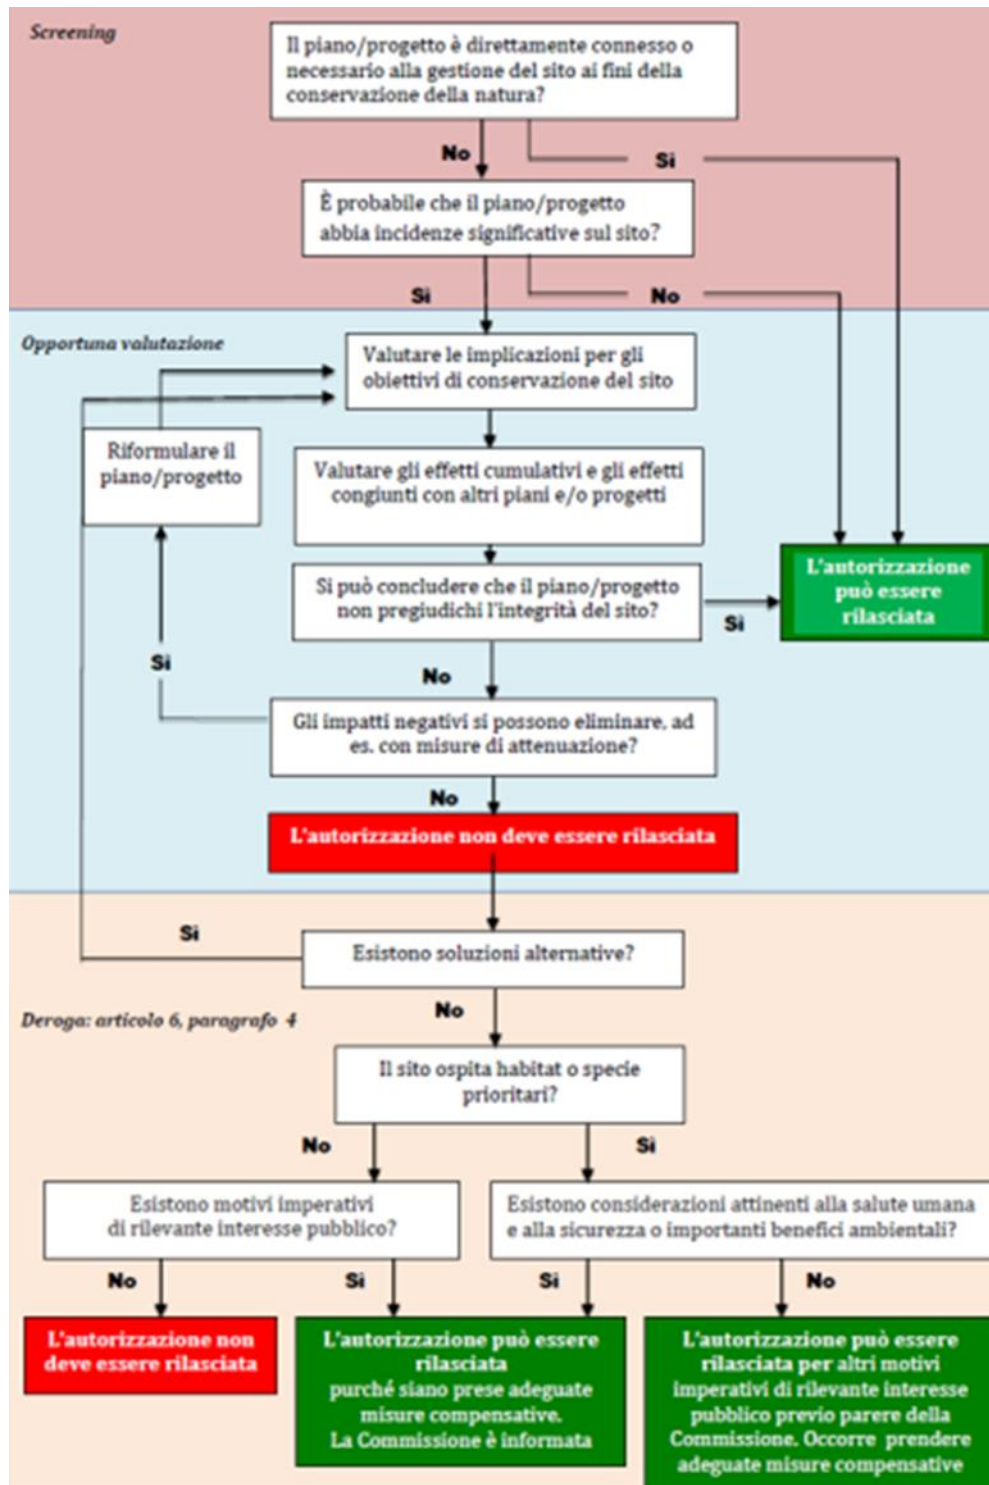 Screening
Il piano/progetto è direttamente connesso o
necessario alla gestione del sito ai fini della
conservazione della natura?
No
Sì
È probabile che il piano/progetto
abbia incidenze significative sul sito?
Sì
No
Opportuna valutazione
Valutare le implicazioni per gli
obiettivi di conservazione del sito
Riformulare il
piano/progetto
Valutare gli effetti cumulativi e gli effetti
congiunti con altri piani e/o progetti
L'autorizzazione
può essere
rilasciata
Si può concludere che il piano/progetto
non pregiudichi l'integrità del sito?
Sì
Sì
No
Gli impatti negativi si possono eliminare, ad
es. con misure di attenuazione?
No
L'autorizzazione non deve essere rilasciata
Sì
Esistono soluzioni alternative?
No
Deroga: articolo 6, paragrafo 4
Il sito ospita habitat o specie
prioritari?
No
Sì
Esistono motivi imperativi
di rilevante interesse pubblico?
Esistono considerazioni attinenti alla salute umana
e alla sicurezza o importanti benefici ambientali?
No
Sì
Sì
No
L'autorizzazione non
deve essere rilasciata
L'autorizzazione può essere
rilasciata
purché siano prese adeguate
misure compensative.
La Commissione è informata
L'autorizzazione può essere
rilasciata per altri motivi
imperativi di rilevante interesse
pubblico previo parere della
Commissione. Occorre prendere
adeguate misure compensative